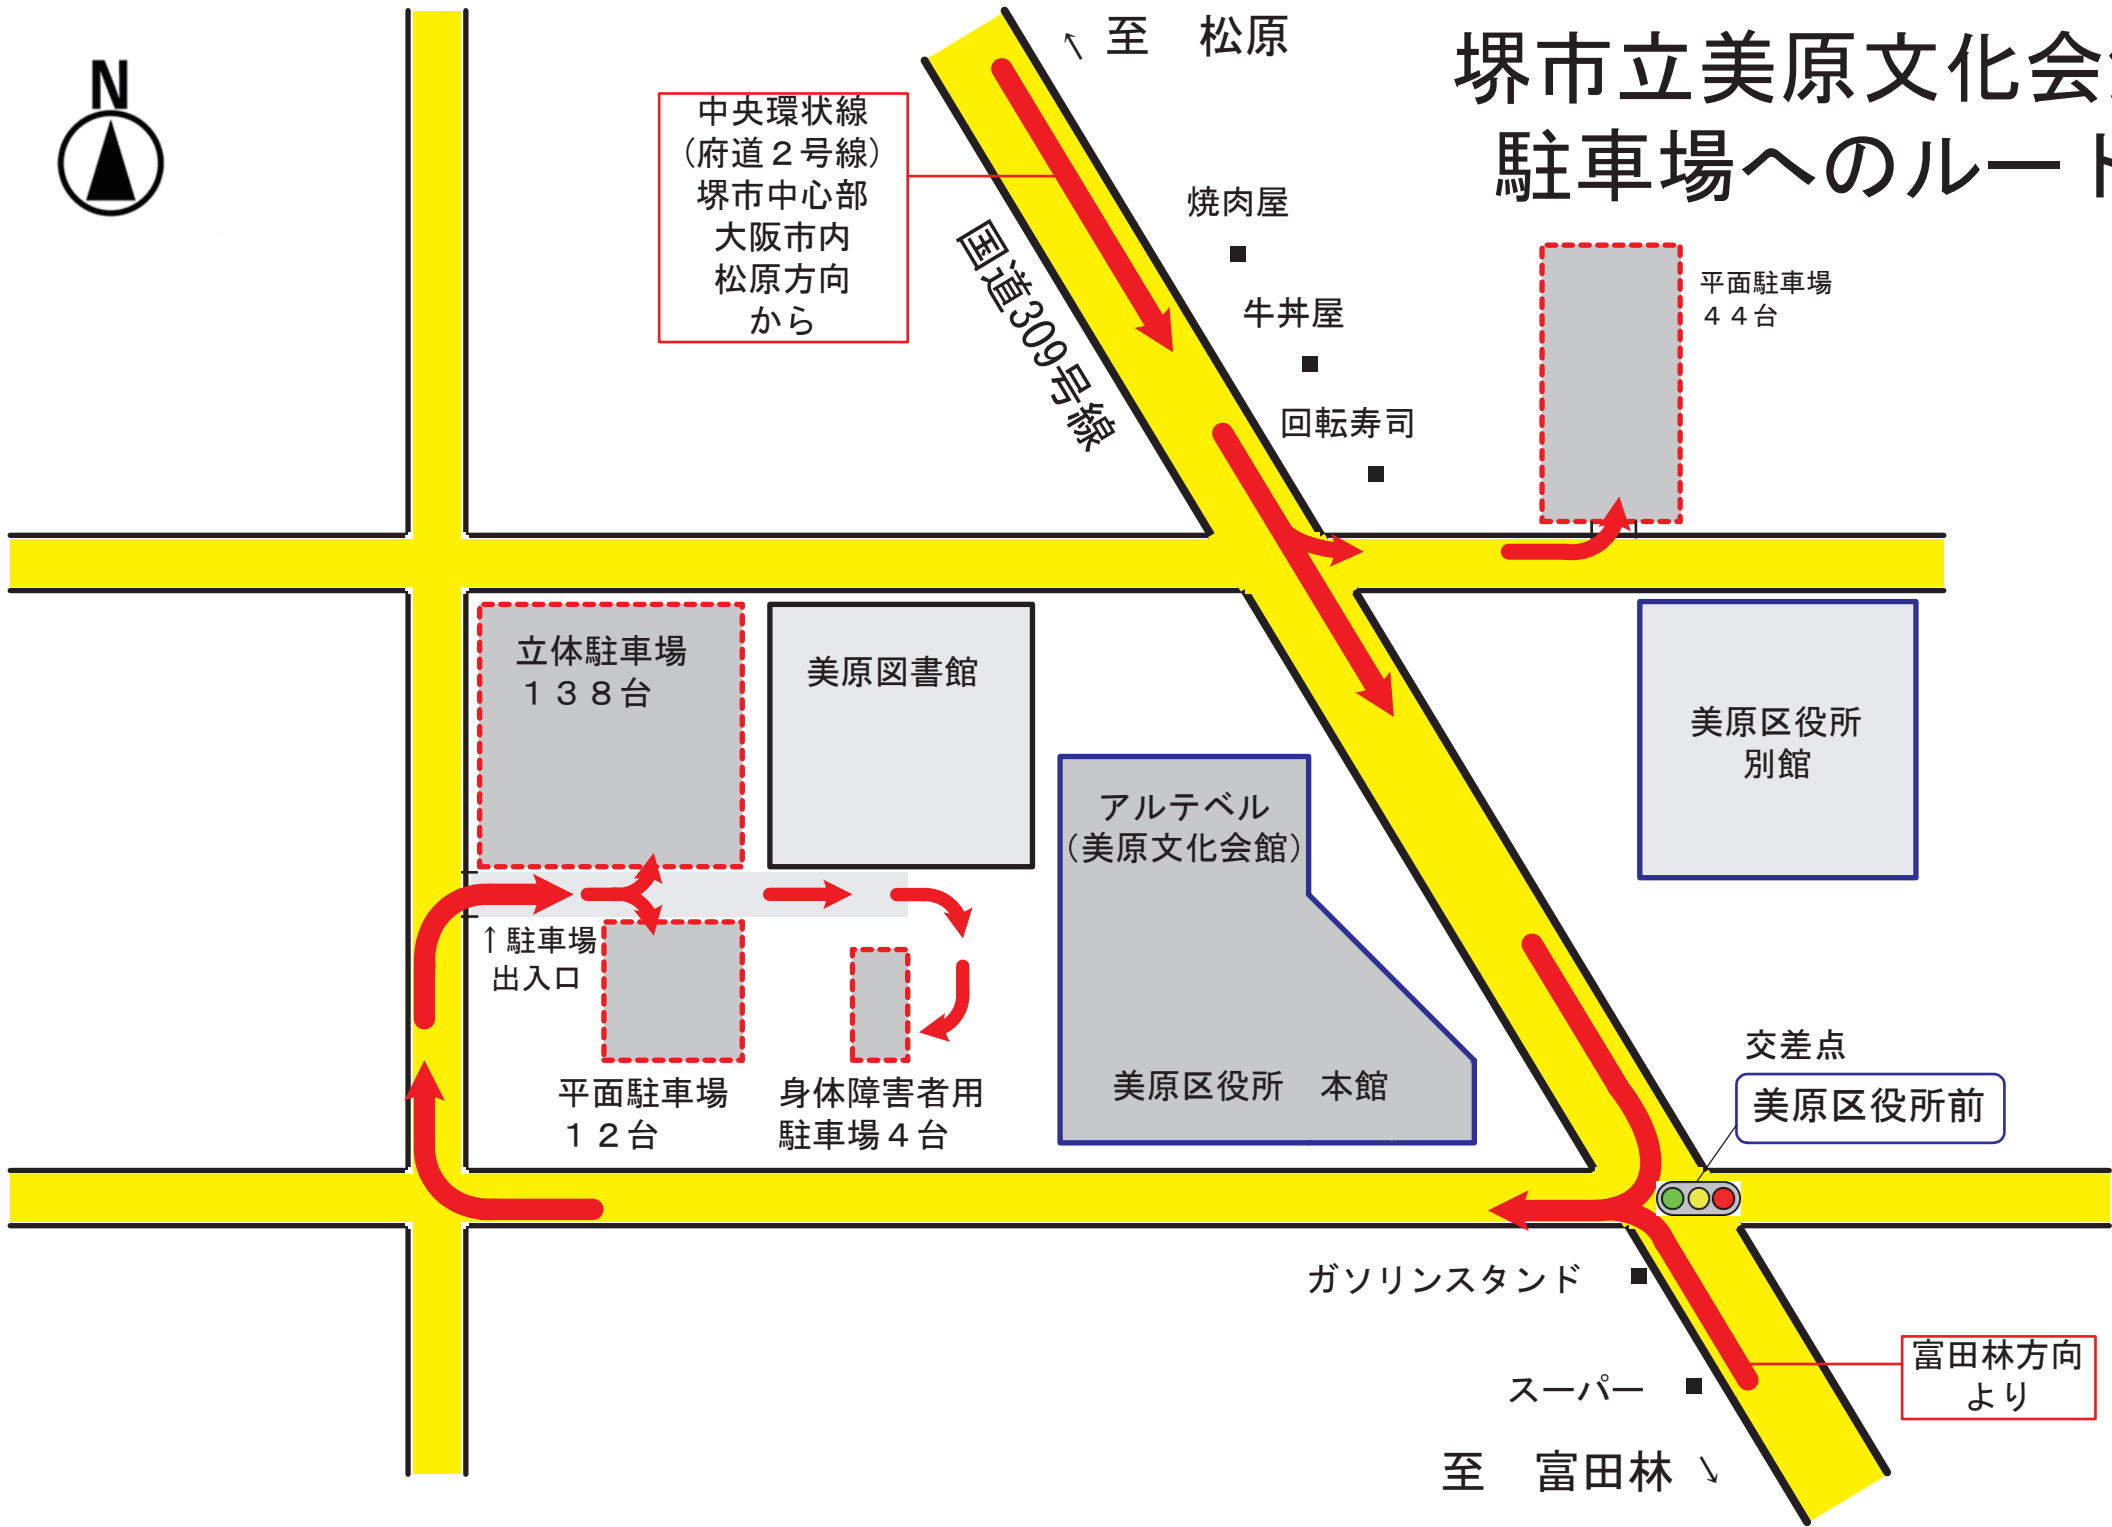 N
↑ 至　松原
堺市立美原文化会
駐車場へのルート
中央環状線
（府道２号線）
堺市中心部
大阪市内
松原方向
から
国道309号線
焼肉屋
牛丼屋
回転寿司
平面駐車場
４４台
立体駐車場
１３８台
美原図書館
美原区役所
別館
アルテベル
（美原文化会館）
↑駐車場
出入口
平面駐車場
１２台
身体障害者用
駐車場４台
美原区役所　本館
交差点
美原区役所前
ガソリンスタンド
スーパー
富田林方向
より
至　富田林 ↓